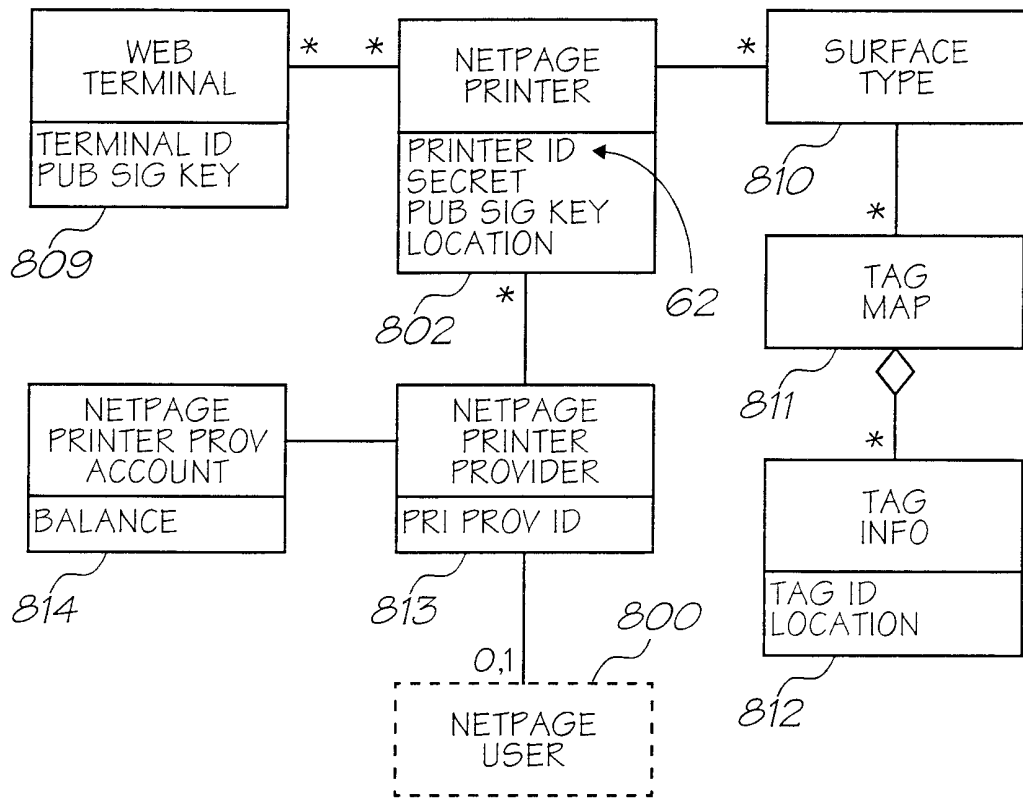 WEB
TERMINAL
TERMINAL ID
PUB SIG KEY
809
* *
NETPAGE
PRINTER
PRINTER ID
SECRET
PUB SIG KEY
LOCATION
802
62
*
*
SURFACE
TYPE
810
*
TAG
MAP
811
*
TAG
INFO
TAG ID
LOCATION
812
NETPAGE
PRINTER PROV
ACCOUNT
BALANCE
814
NETPAGE
PRINTER
PROVIDER
PRI PROV ID
813
800
0,1
NETPAGE
USER